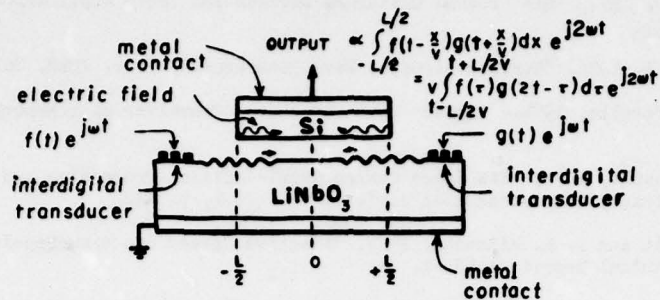 metal contact
OUTPUT
∝ ∫_{-L/2}^{L/2} f(t-x/v)g(t+x/v)dx e^{j2ωt}
= v∫_{t-L/2V}^{t+L/2V} f(τ)g(2t-τ)dτ e^{j2ωt}
electric field
Si
f(t) e^{jωt}
g(t) e^{jωt}
interdigital transducer
LiNbO₃
interdigital transducer
-L/2
0
+L/2
metal contact